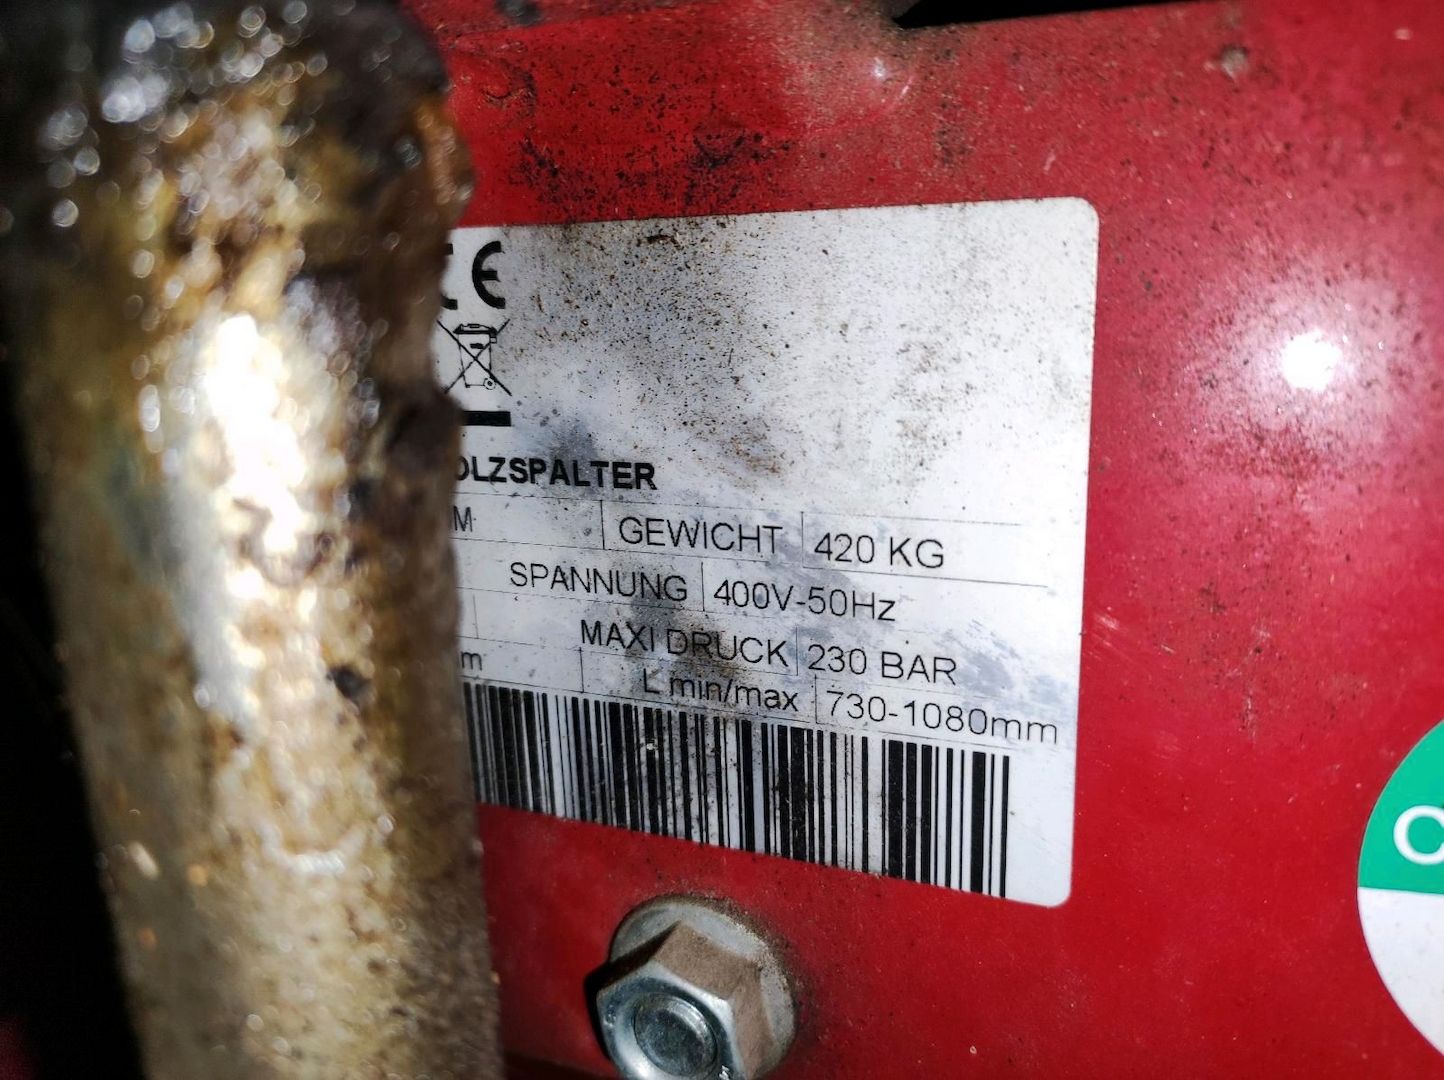 CE
OLZSPALTER
M GEWICHT 420 KG
SPANNUNG 400V-50Hz
MAXI DRUCK 230 BAR
m L min/max 730-1080mm